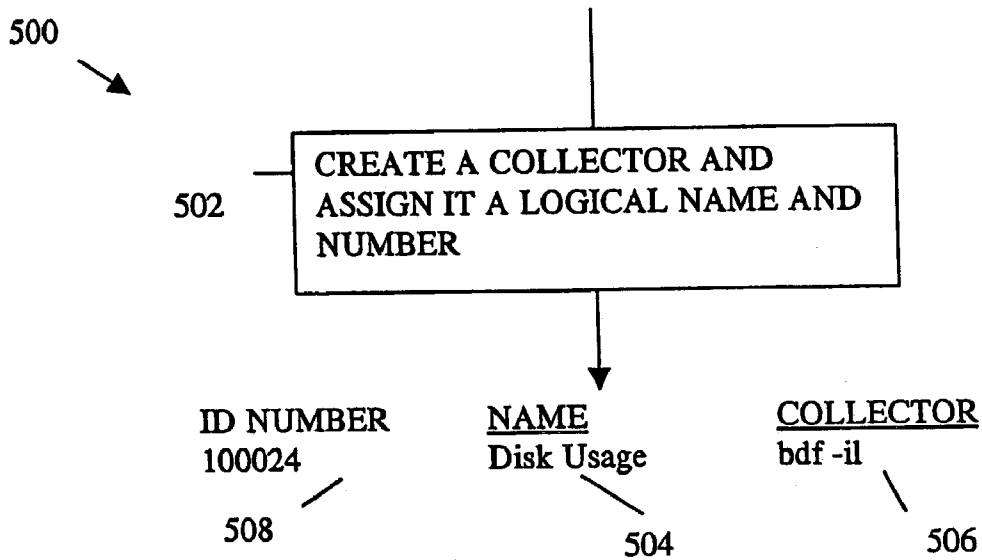 500
502
CREATE A COLLECTOR AND
ASSIGN IT A LOGICAL NAME AND
NUMBER
ID NUMBER
100024
NAME
Disk Usage
COLLECTOR
bdf -il
508
504
506